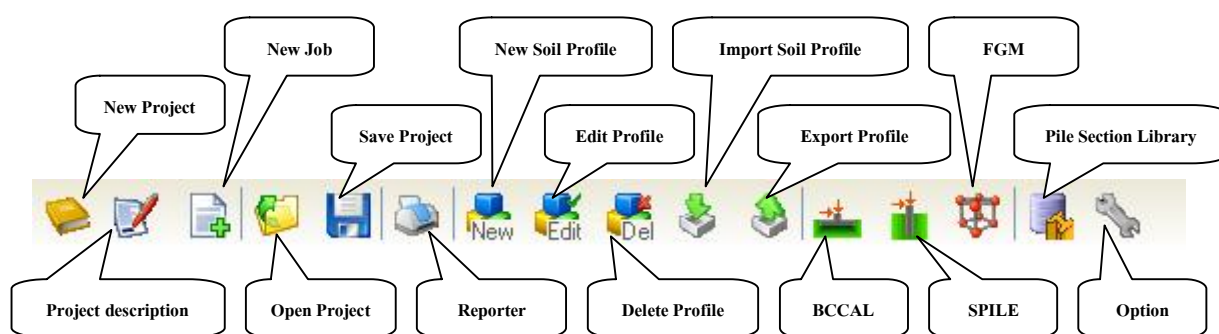 New Job
New Soil Profile
Import Soil Profile
FGM
New Project
Save Project
Edit Profile
Export Profile
Pile Section Library
New
Edit
Del
Project description
Open Project
Reporter
Delete Profile
BCCAL
SPILE
Option